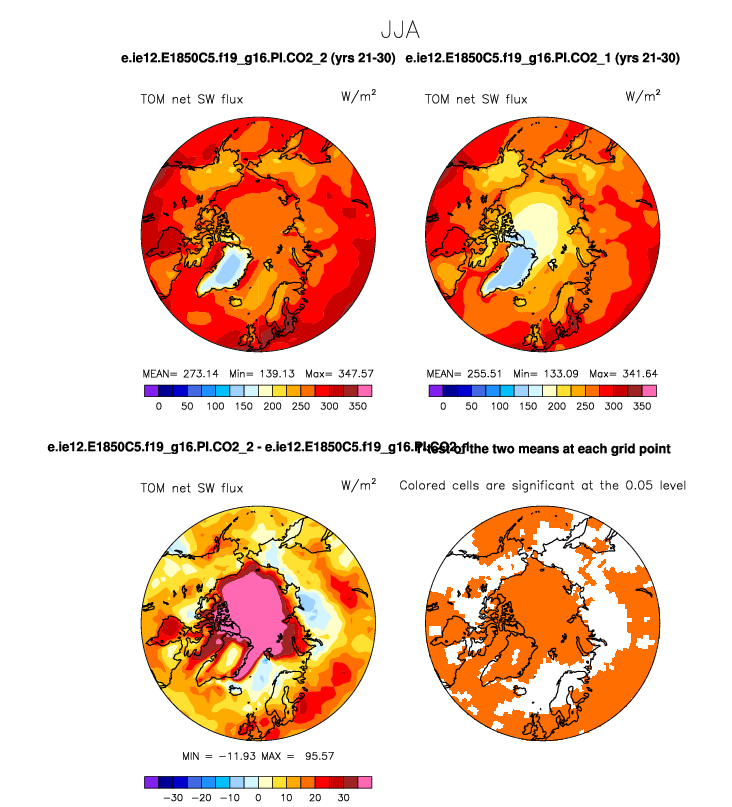 JJA
e.ie12.E1850C5.f19_g16.PI.CO2_2 (yrs 21-30) e.ie12.E1850C5.f19_g16.PI.CO2_1 (yrs 21-30)
TOM net SW flux W/m² TOM net SW flux W/m²
MEAN= 273.14 Min= 139.13 Max= 347.57 MEAN= 255.51 Min= 133.09 Max= 341.64
0 50 100 150 200 250 300 350 0 50 100 150 200 250 300 350
e.ie12.E1850C5.f19_g16.PI.CO2_2 - e.ie12.E1850C5.f19_g16.PI.CO2_1 T-test of the two means at each grid point
TOM net SW flux W/m² Colored cells are significant at the 0.05 level
MIN = -11.93 MAX = 95.57
-30 -20 -10 0 10 20 30